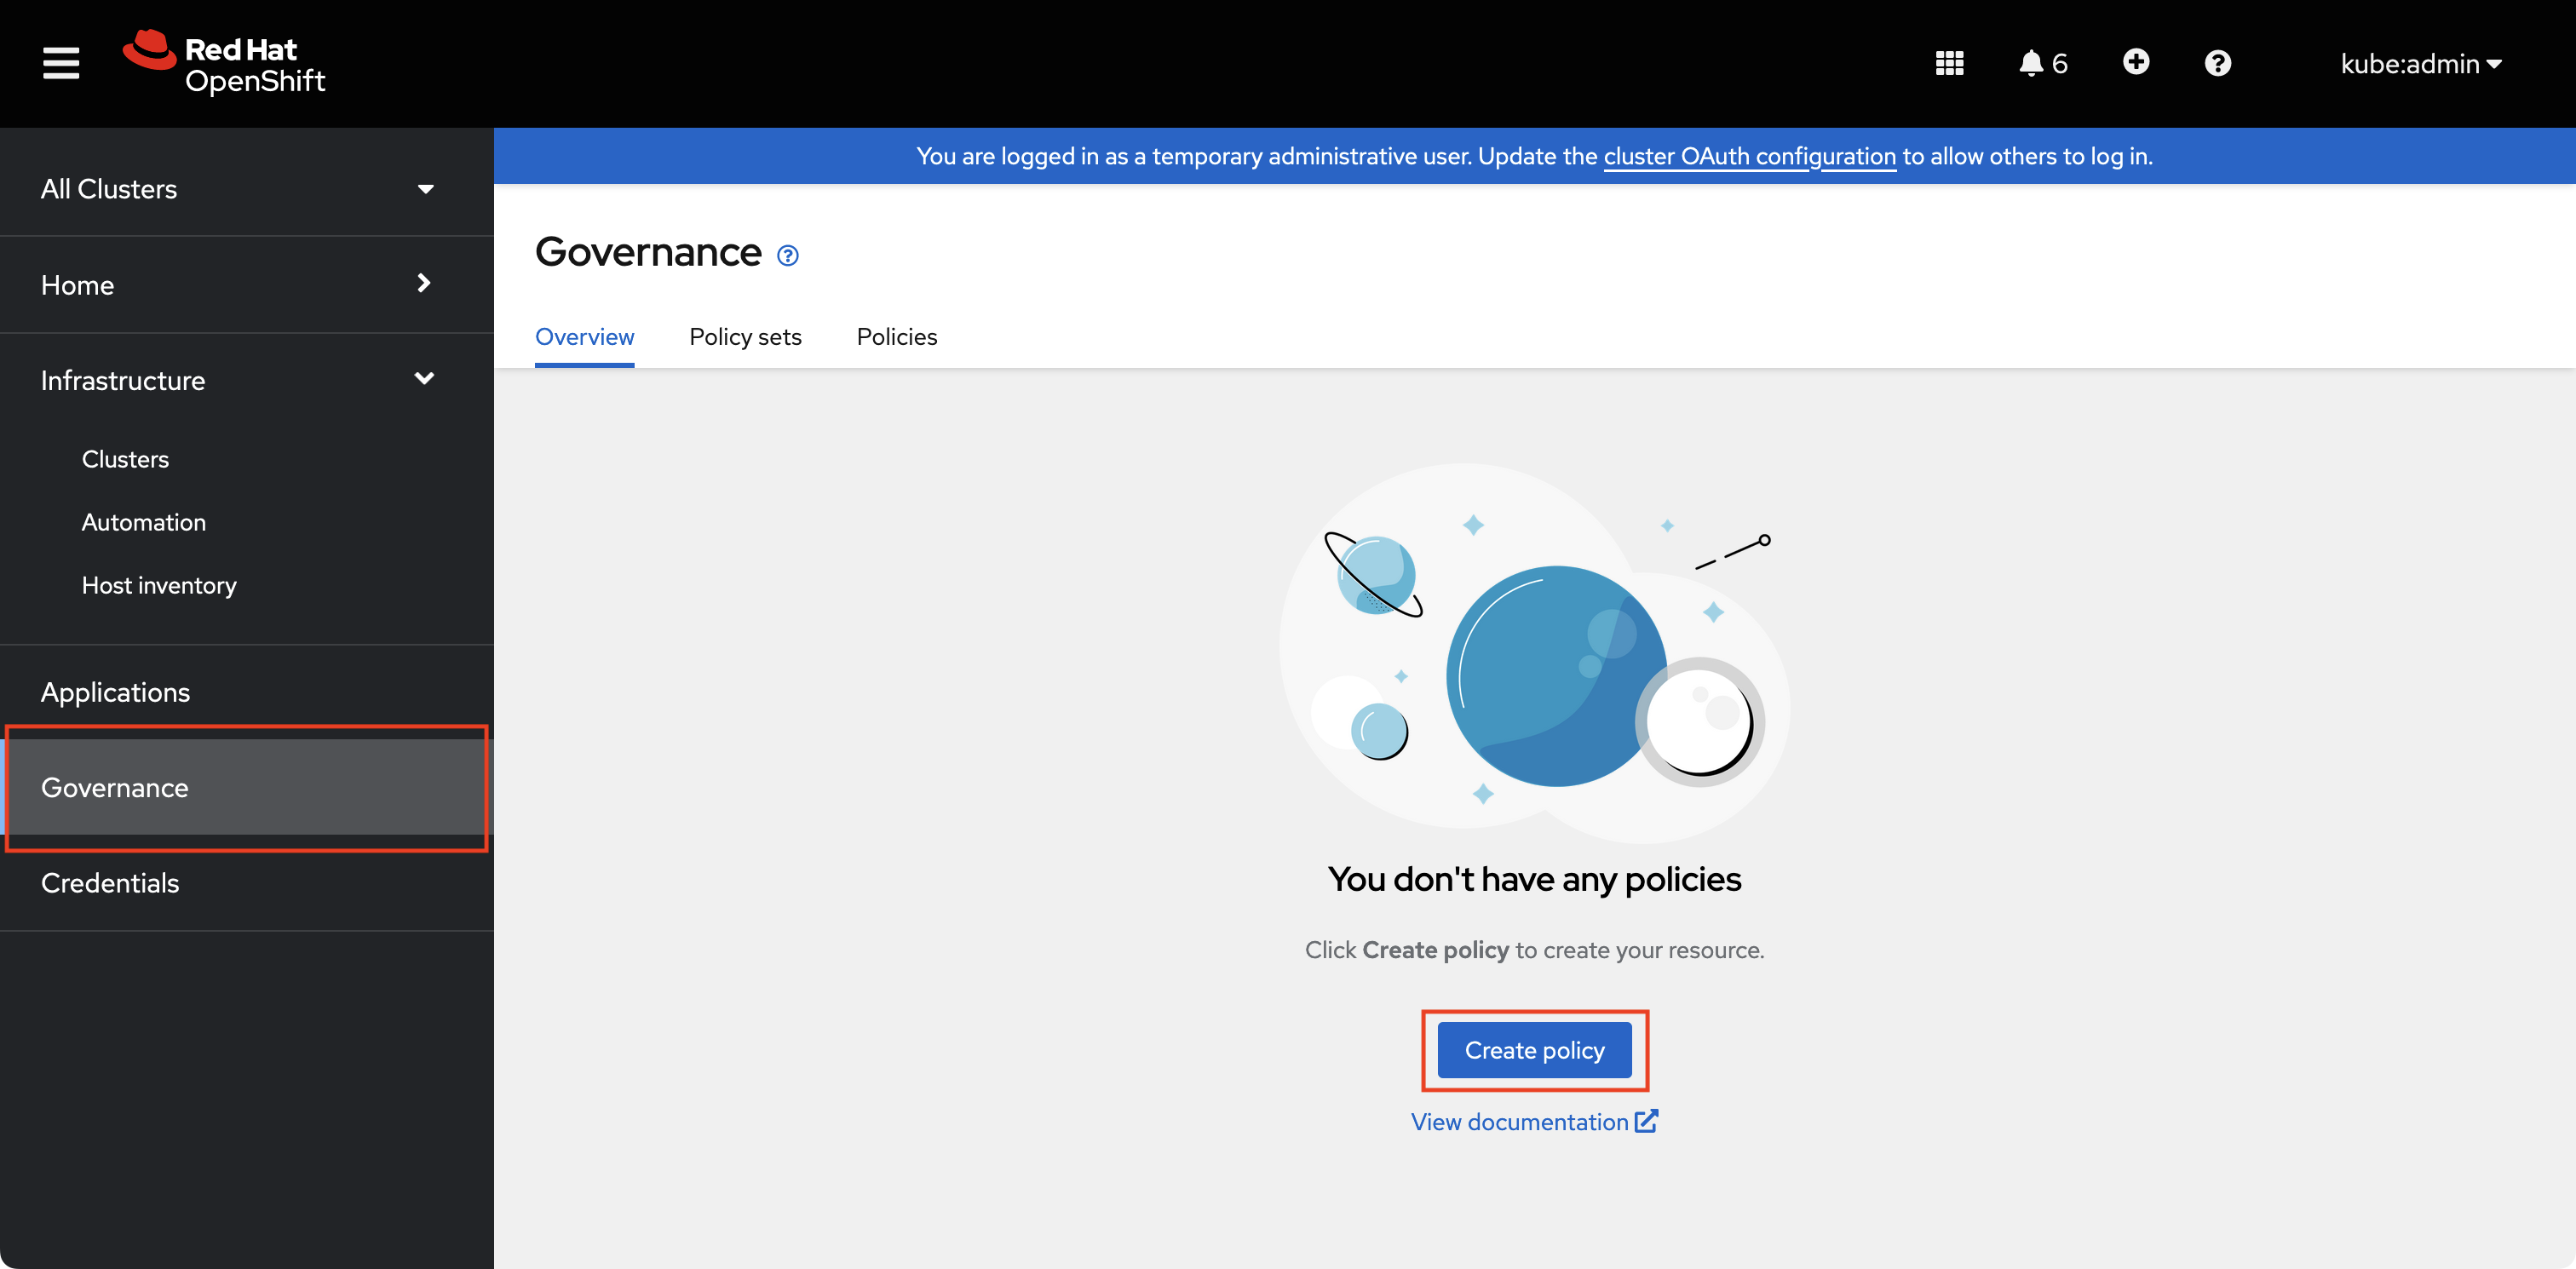 Red Hat
OpenShift
6
kube:admin
You are logged in as a temporary administrative user. Update the cluster OAuth configuration to allow others to log in.
All Clusters
Home
Infrastructure
Clusters
Automation
Host inventory
Applications
Governance
Credentials
Governance
Overview
Policy sets
Policies
You don't have any policies
Click Create policy to create your resource.
Create policy
View documentation